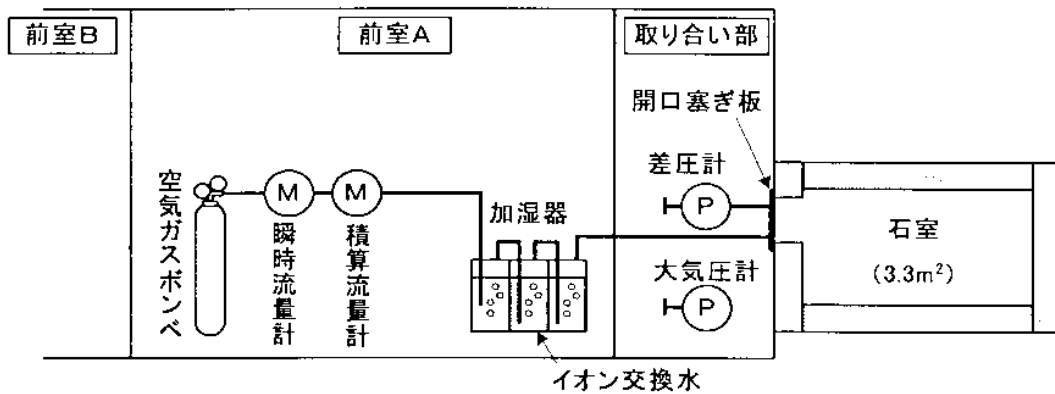 前室B
前室A
取り合い部
開口塞ぎ板
差圧計
P
空気ガスボンベ
M
M
瞬時流量計
積算流量計
加湿器
石室
(3.3m²)
大気圧計
P
イオン交換水